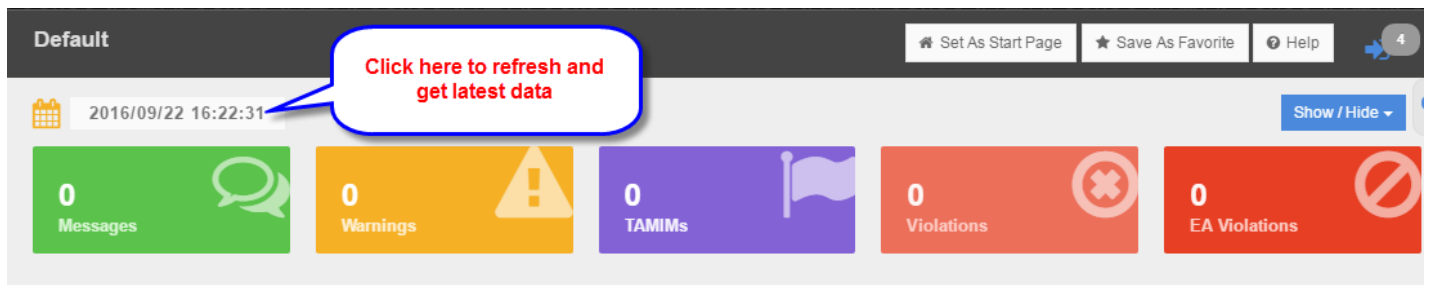 Default
Click here to refresh and
get latest data
Set As Start Page
Save As Favorite
Help
4
2016/09/22 16:22:31
Show / Hide
0
Messages
0
Warnings
0
TAMIMs
0
Violations
0
EA Violations